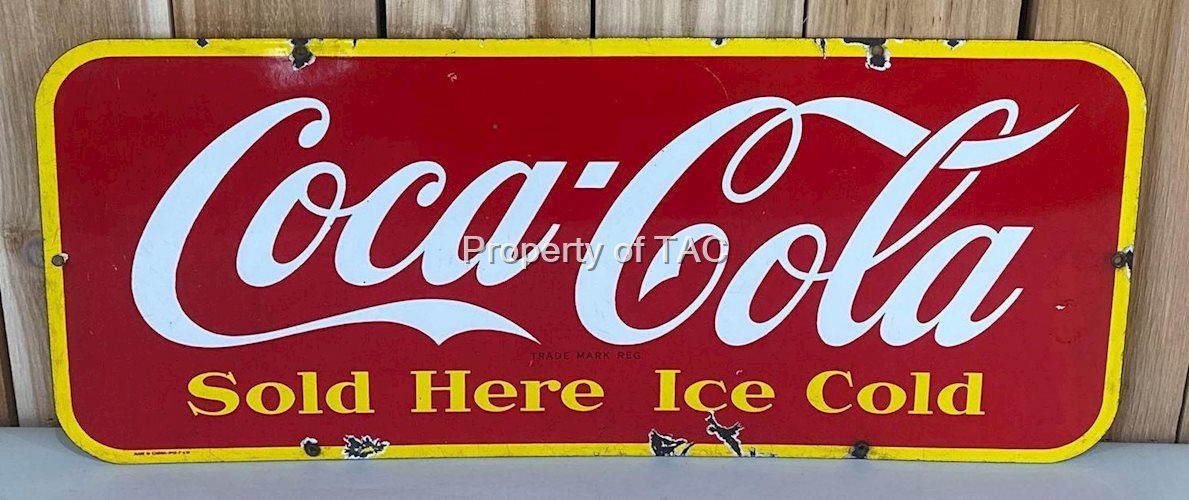 Coca-Cola
Property of TAC
TRADE MARK REG
Sold Here Ice Cold